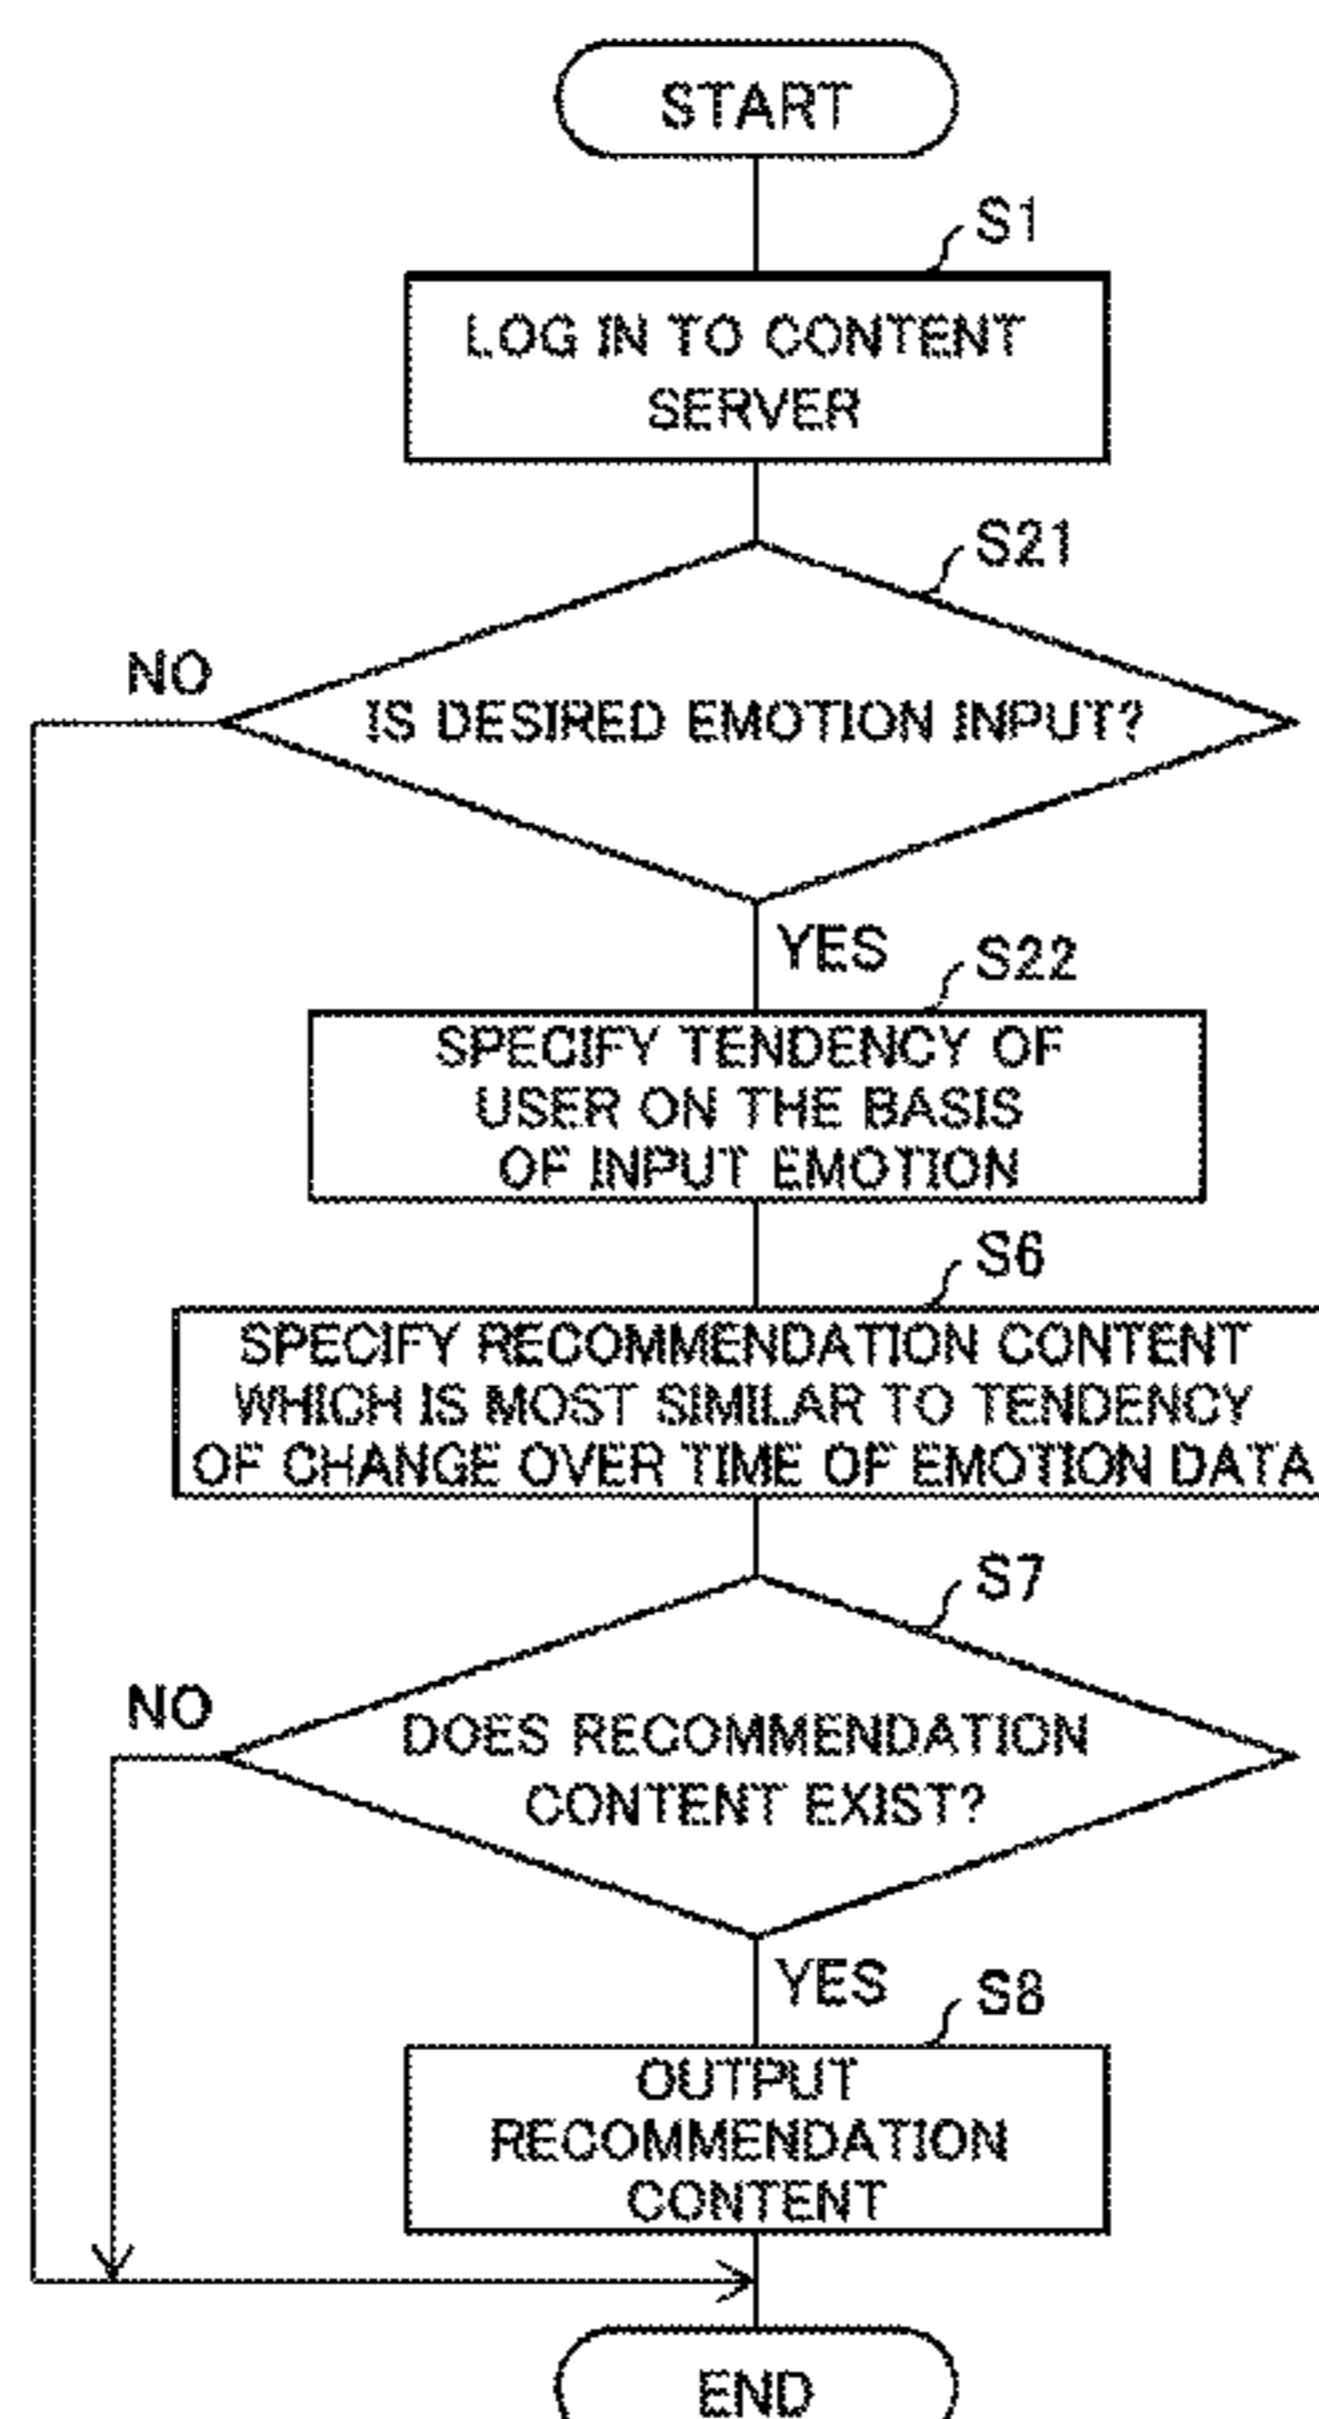 START
S1
LOG IN TO CONTENT
SERVER
S21
NO
IS DESIRED EMOTION INPUT?
YES
S22
SPECIFY TENDENCY OF
USER ON THE BASIS
OF INPUT EMOTION
S6
SPECIFY RECOMMENDATION CONTENT
WHICH IS MOST SIMILAR TO TENDENCY
OF CHANGE OVER TIME OF EMOTION DATA
S7
NO
DOES RECOMMENDATION
CONTENT EXIST?
YES
S8
OUTPUT
RECOMMENDATION
CONTENT
END